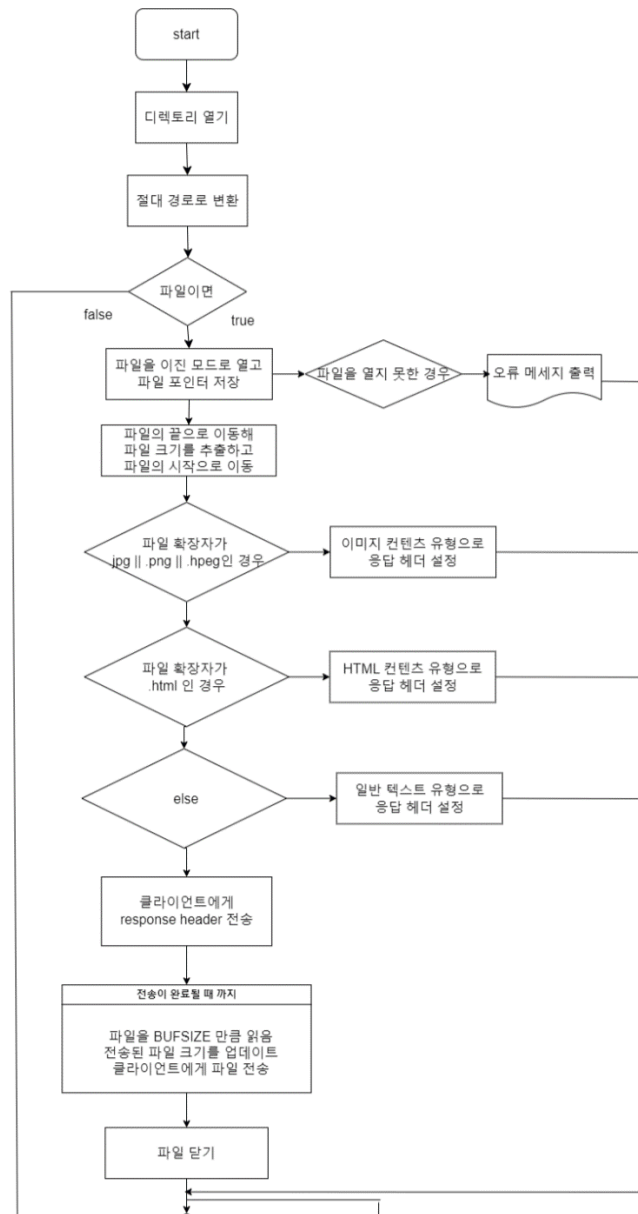 start
디렉토리 열기
절대 경로로 변환
파일이면
false
true
파일을 이진 모드로 열고
파일 포인터 저장
파일을 열지 못한 경우
오류 메세지 출력
파일의 끝으로 이동해
파일 크기를 추출하고
파일의 시작으로 이동
파일 확장자가
jpg || .png || .hpeg인 경우
이미지 컨텐츠 유형으로
응답 헤더 설정
파일 확장자가
.html 인 경우
HTML 컨텐츠 유형으로
응답 헤더 설정
else
일반 텍스트 유형으로
응답 헤더 설정
클라이언트에게
response header 전송
전송이 완료될 때 까지
파일을 BUFSIZE 만큼 읽음
전송된 파일 크기를 업데이트
클라이언트에게 파일 전송
파일 닫기